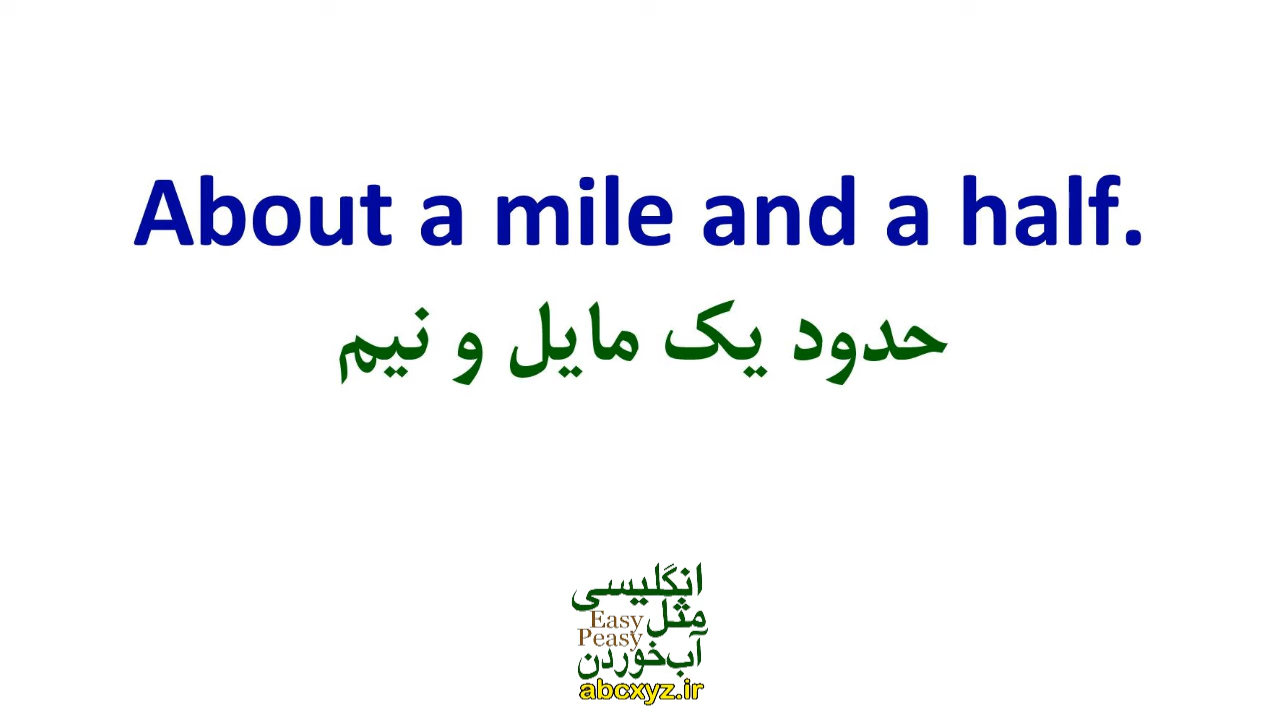 About a mile and a half.
حدود یک مایل و نیم
انگلیسی
مثل Easy
Peasy
آب‌خوردن
abcxyz.ir